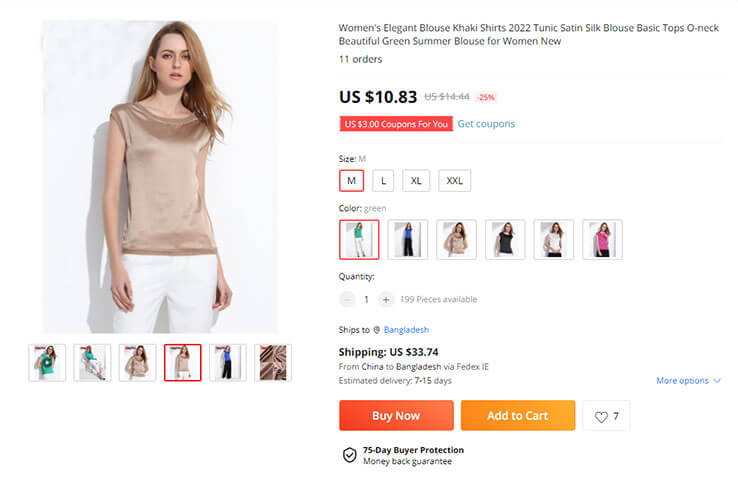 Women's Elegant Blouse Khaki Shirts 2022 Tunic Satin Silk Blouse Basic Tops O-neck
Beautiful Green Summer Blouse for Women New
11 orders
US $10.83 US $14.44 -25%
US $3.00 Coupons For You Get coupons
Size: M
M L XL XXL
Color: green
Quantity:
1 199 Pieces available
Ships to Bangladesh
Shipping: US $33.74
From China to Bangladesh via Fedex IE
Estimated delivery: 7-15 days More options
Buy Now Add to Cart 7
75-Day Buyer Protection
Money back guarantee